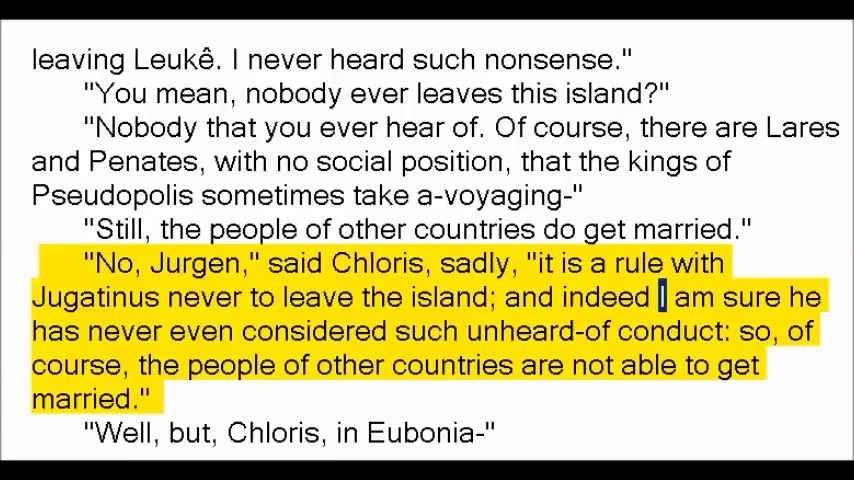 leaving Leukê. I never heard such nonsense."
"You mean, nobody ever leaves this island?"
"Nobody that you ever hear of. Of course, there are Lares
and Penates, with no social position, that the kings of
Pseudopolis sometimes take a-voyaging-"
"Still, the people of other countries do get married."
"No, Jurgen," said Chloris, sadly, "it is a rule with
Jugatinus never to leave the island; and indeed I am sure he
has never even considered such unheard-of conduct: so, of
course, the people of other countries are not able to get
married."
"Well, but, Chloris, in Eubonia-"